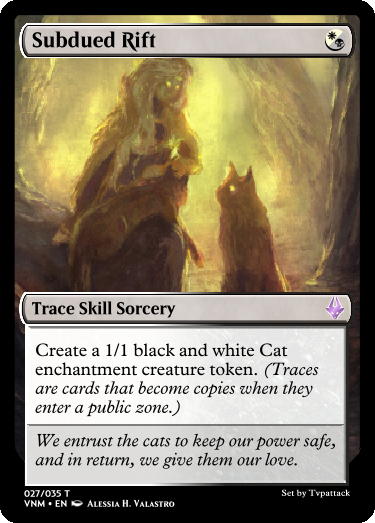 Subdued Rift
Trace Skill Sorcery
Create a 1/1 black and white Cat
enchantment creature token. (Traces
are cards that become copies when they
enter a public zone.)
We entrust the cats to keep our power safe,
and in return, we give them our love.
027/035 T
Set by Tvpattack
VNM • EN Alessia H. Valastro